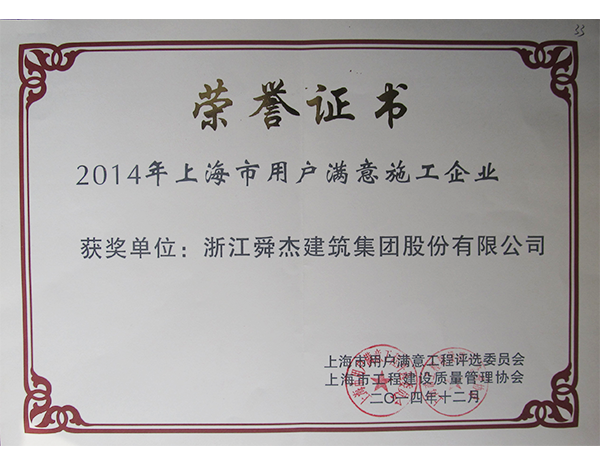 33
荣誉证书
2014年上海市用户满意施工企业
获奖单位：浙江舜杰建筑集团股份有限公司
上海市用户满意工程评选委员会
上海市工程建设质量管理协会
二〇一四年十二月